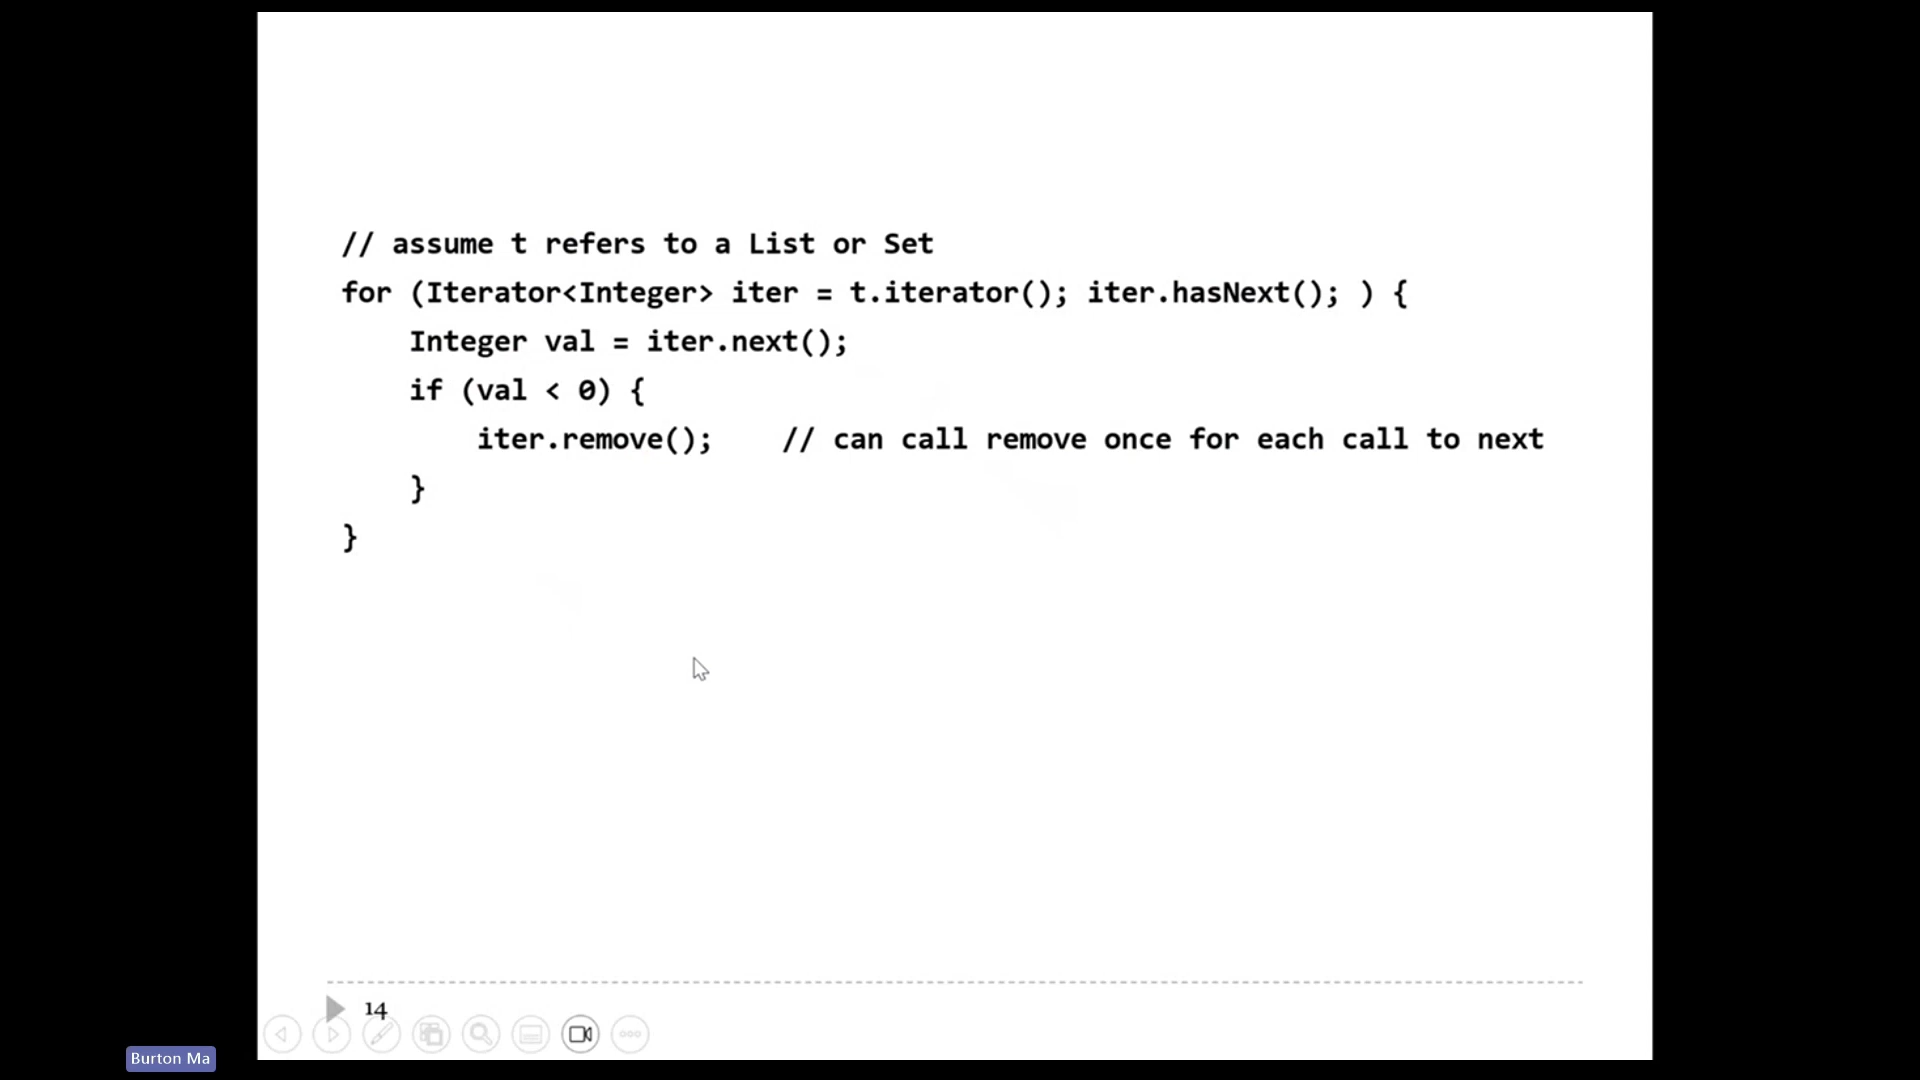 // assume t refers to a List or Set
for (Iterator<Integer> iter = t.iterator(); iter.hasNext(); ) {
    Integer val = iter.next();
    if (val < 0) {
        iter.remove();    // can call remove once for each call to next
    }
}
14
Burton Ma